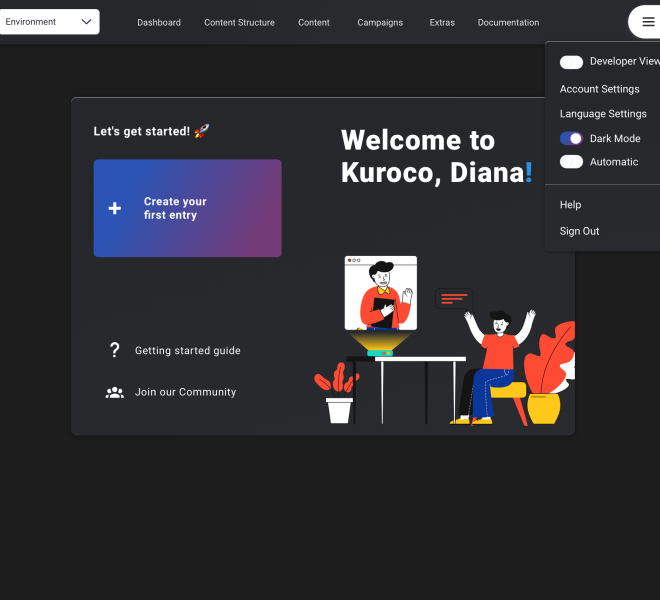 Environment
Dashboard
Content Structure
Content
Campaigns
Extras
Documentation
Developer View
Account Settings
Language Settings
Dark Mode
Automatic
Help
Sign Out
Let's get started! 🚀
Create your
first entry
Getting started guide
Join our Community
Welcome to
Kuroco, Diana!